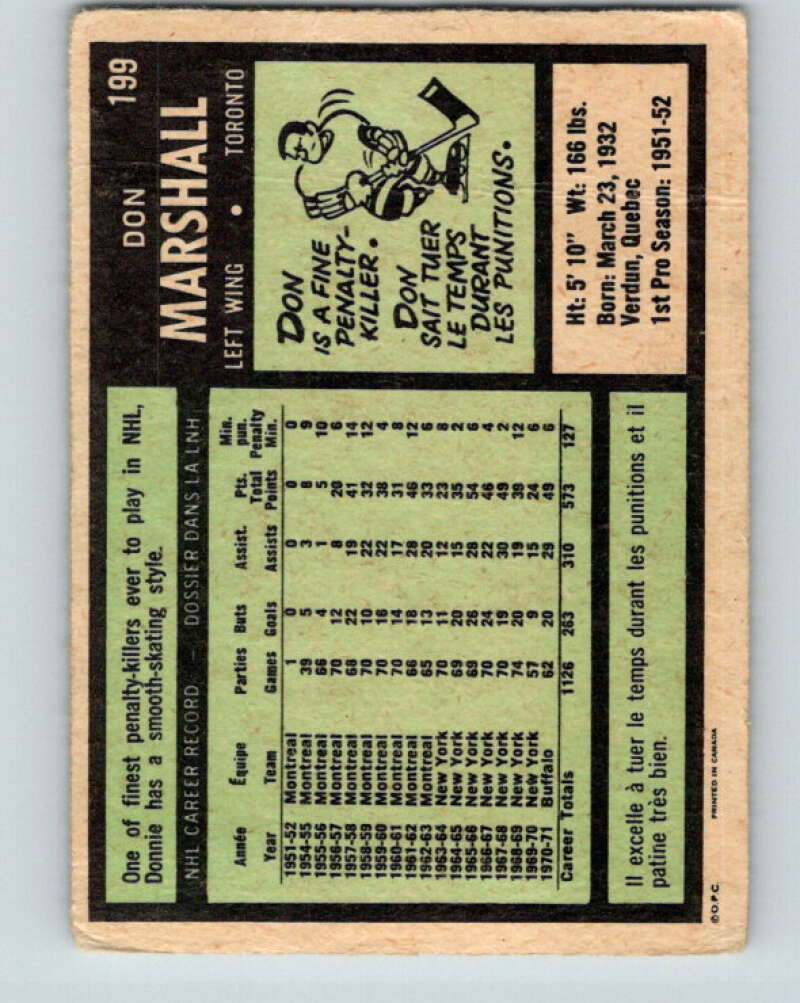 199
DON
MARSHALL
LEFT WING • TORONTO
One of finest penalty-killers ever to play in NHL,
Donnie has a smooth-skating style.
NHL CAREER RECORD – DOSSIER DANS LA LNH
Année Équipe Parties Buts Assist. Pts. Min. pun.
Year Team Games Goals Assists Total Points Penalty Min.
1951-52 Montreal 1 0 0 0 0
1954-55 Montreal 39 5 3 8 9
1955-56 Montreal 66 4 1 5 10
1956-57 Montreal 70 12 8 20 6
1957-58 Montreal 68 22 19 41 14
1958-59 Montreal 70 10 22 32 12
1959-60 Montreal 70 16 22 38 4
1960-61 Montreal 70 14 17 31 8
1961-62 Montreal 66 18 28 46 12
1962-63 Montreal 65 13 20 33 6
1963-64 New York 70 11 12 23 8
1964-65 New York 69 20 15 35 2
1965-66 New York 69 26 28 54 6
1966-67 New York 70 24 22 46 4
1967-68 New York 70 19 30 49 2
1968-69 New York 74 20 19 39 12
1969-70 New York 57 9 15 24 6
1970-71 Buffalo 62 20 29 49 6
Career Totals 1126 263 310 573 127
DON
IS A FINE
PENALTY-
KILLER.
DON
SAIT TUER
LE TEMPS
DURANT
LES PUNITIONS.
Ht: 5' 10" Wt: 166 lbs.
Born: March 23, 1932
Verdun, Quebec
1st Pro Season: 1951-52
Il excelle à tuer le temps durant les punitions et il
patine très bien.
© O.P.C. PRINTED IN CANADA